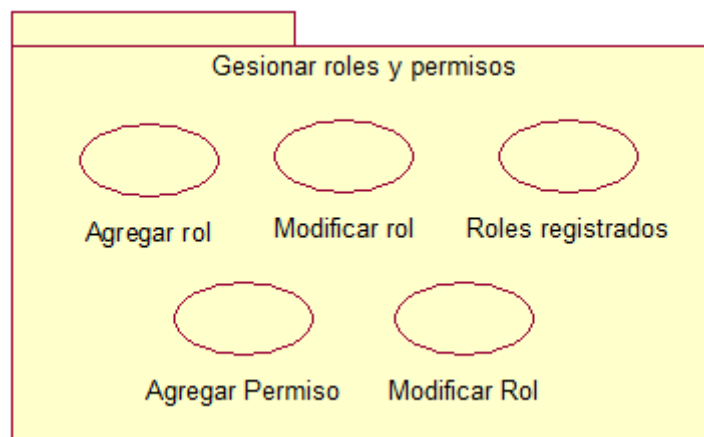 Gesionar roles y permisos
Agregar rol
Modificar rol
Roles registrados
Agregar Permiso
Modificar Rol